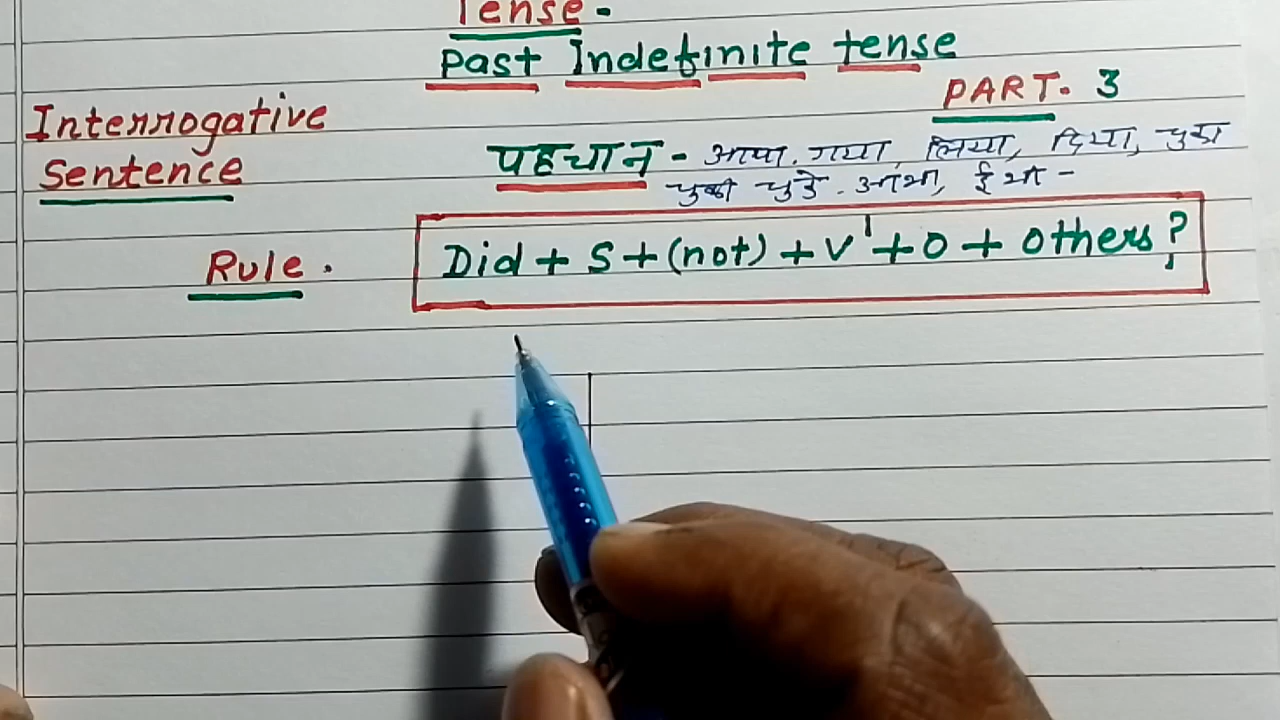 Tense.
Past Indefinite tense
PART. 3
Interrogative
Sentence
पहचान - आया, गया, लिया, दिया, चुका
चुकी चुके. आ था, ई थी -
Rule. Did + S + (not) + V¹ + O + Others ?